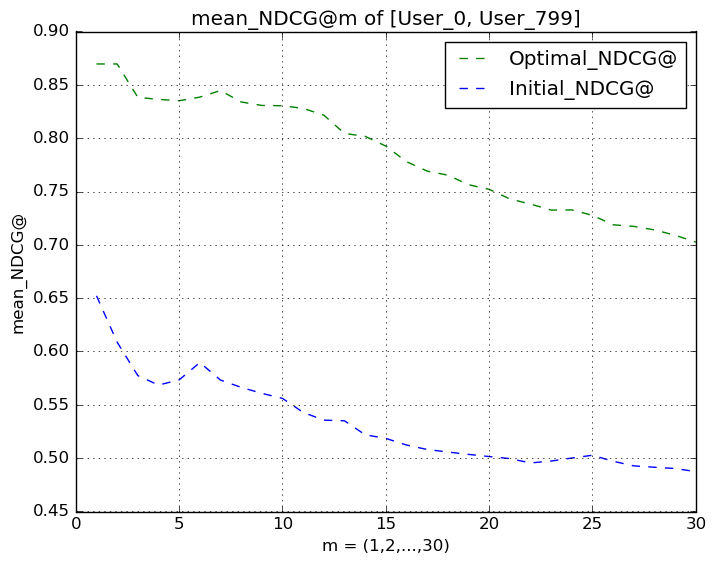 mean_NDCG@m of [User_0, User_799]
Optimal_NDCG@
Initial_NDCG@
mean_NDCG@
0.90
0.85
0.80
0.75
0.70
0.65
0.60
0.55
0.50
0.45
0 5 10 15 20 25 30
m = (1,2,...,30)